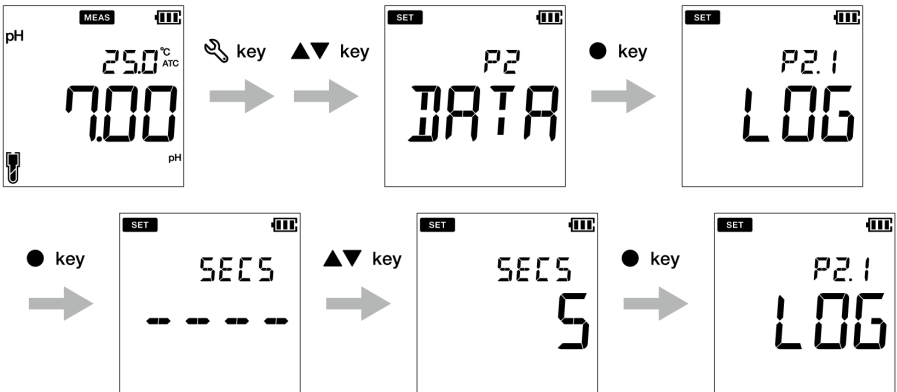 MEAS
pH
25.0 °C
ATC
7.00
pH
key
key
SET
P2
DATA
key
SET
P2.1
LOG
key
SET
SECS
- - - -
key
SET
SECS
5
key
SET
P2.1
LOG